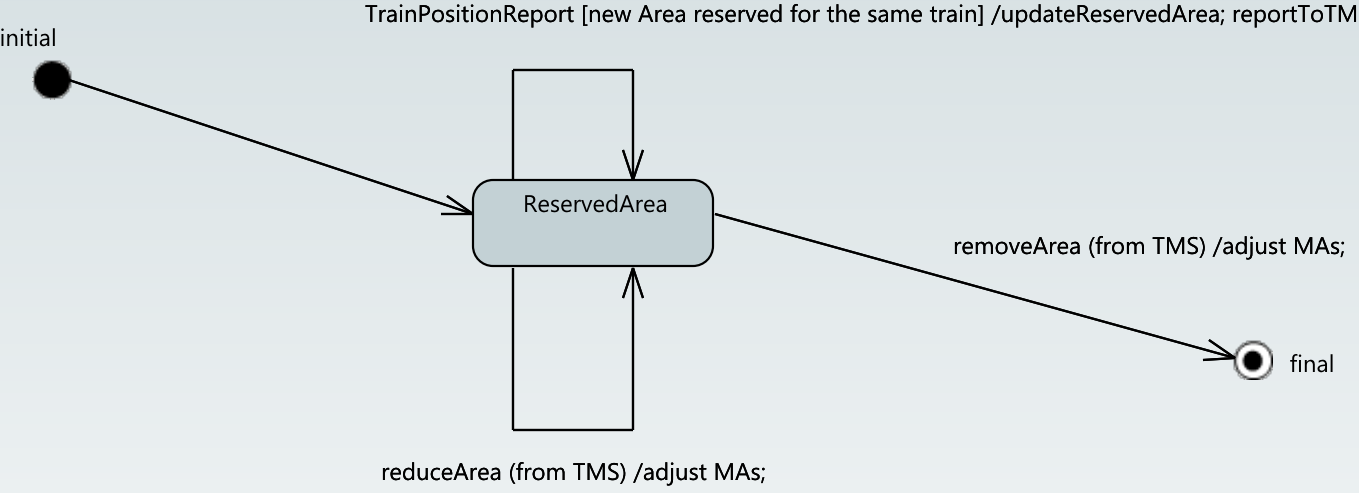 TrainPositionReport [new Area reserved for the same train] /updateReservedArea; reportToTM
initial
ReservedArea
removeArea (from TMS) /adjust MAs;
final
reduceArea (from TMS) /adjust MAs;